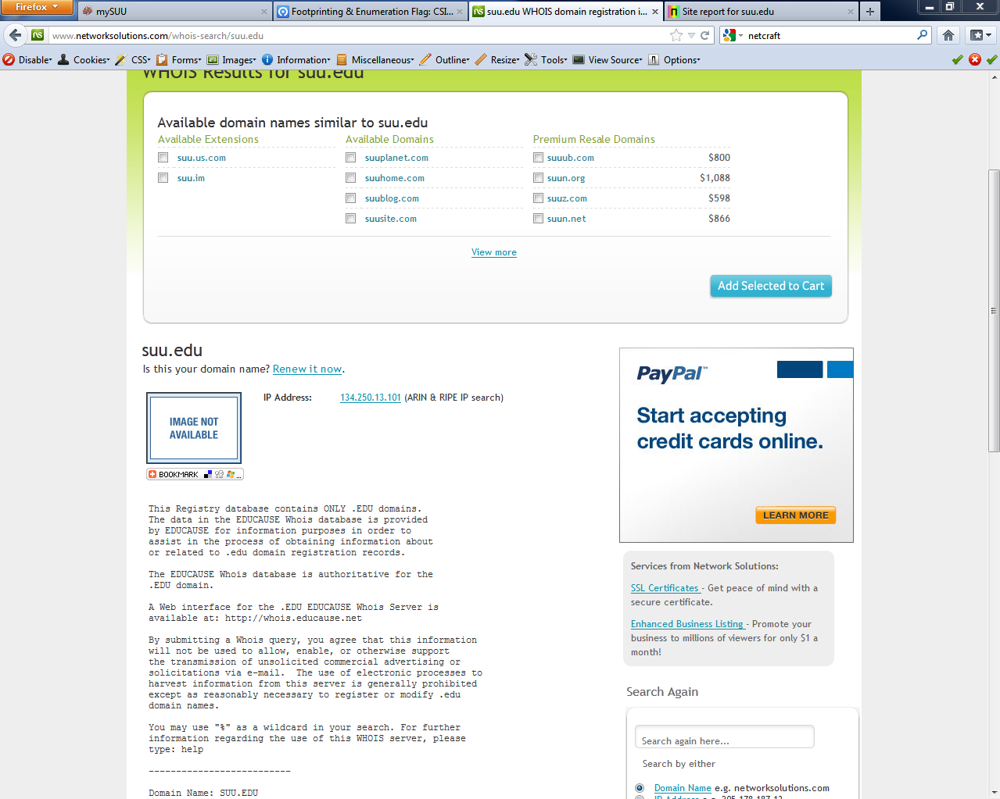 Firefox
mySUU
Footprinting & Enumeration Flag: CSI...
suu.edu WHOIS domain registration i...
Site report for suu.edu
www.networksolutions.com/whois-search/suu.edu
netcraft
Disable
Cookies
CSS
Forms
Images
Information
Miscellaneous
Outline
Resize
Tools
View Source
Options
WHOIS Results for suu.edu
Available domain names similar to suu.edu
Available Extensions
suu.us.com
suu.im
Available Domains
suuplanet.com
suuhome.com
suublog.com
suusite.com
Premium Resale Domains
suuub.com $800
suun.org $1,088
suuz.com $598
suun.net $866
View more
Add Selected to Cart
suu.edu
Is this your domain name? Renew it now.
IMAGE NOT
AVAILABLE
BOOKMARK ...
IP Address: 134.250.13.101 (ARIN & RIPE IP search)
This Registry database contains ONLY .EDU domains.
The data in the EDUCAUSE Whois database is provided
by EDUCAUSE for information purposes in order to
assist in the process of obtaining information about
or related to .edu domain registration records.
The EDUCAUSE Whois database is authoritative for the
.EDU domain.
A Web interface for the .EDU EDUCAUSE Whois Server is
available at: http://whois.educause.net
By submitting a Whois query, you agree that this information
will not be used to allow, enable, or otherwise support
the transmission of unsolicited commercial advertising or
solicitations via e-mail.  The use of electronic processes to
harvest information from this server is generally prohibited
except as reasonably necessary to register or modify .edu
domain names.
You may use "%" as a wildcard in your search. For further
information regarding the use of this WHOIS server, please
type: help
--------------------------
Domain Name: SUU.EDU
PayPal™
Start accepting
credit cards online.
LEARN MORE
Services from Network Solutions:
SSL Certificates - Get peace of mind with a
secure certificate.
Enhanced Business Listing - Promote your
business to millions of viewers for only $1 a
month!
Search Again
Search again here...
Search by either
Domain Name e.g. networksolutions.com
IP Address e.g. 205.178.187.13